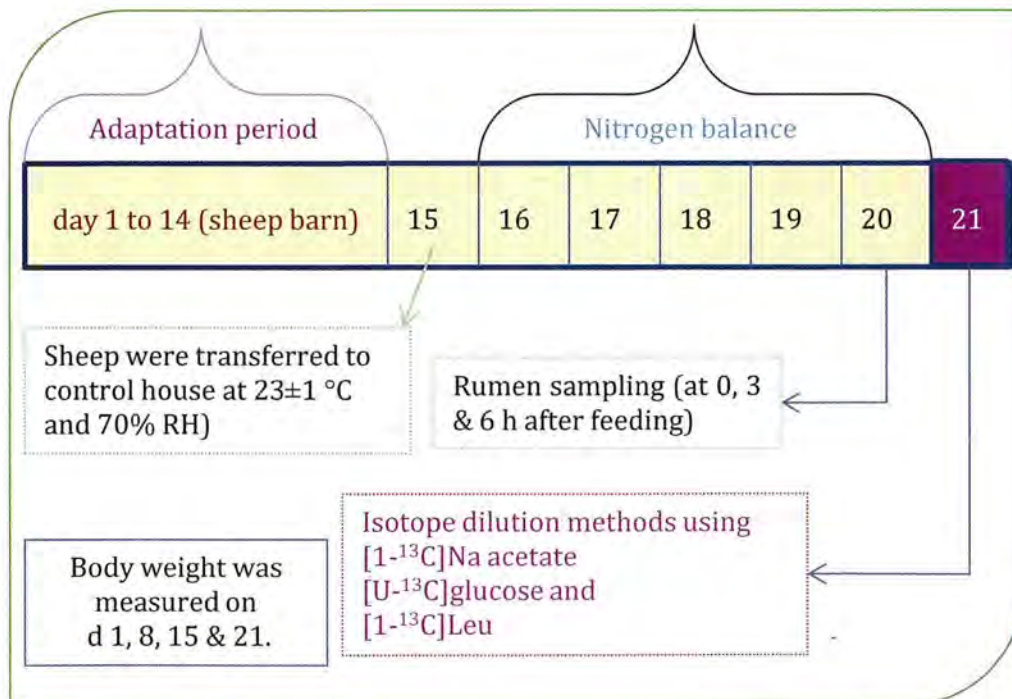 Adaptation period
Nitrogen balance
day 1 to 14 (sheep barn)
15
16
17
18
19
20
21
Sheep were transferred to
control house at 23±1 °C
and 70% RH)
Rumen sampling (at 0, 3
& 6 h after feeding)
Isotope dilution methods using
[1-¹³C]Na acetate
[U-¹³C]glucose and
[1-¹³C]Leu
Body weight was
measured on
d 1, 8, 15 & 21.